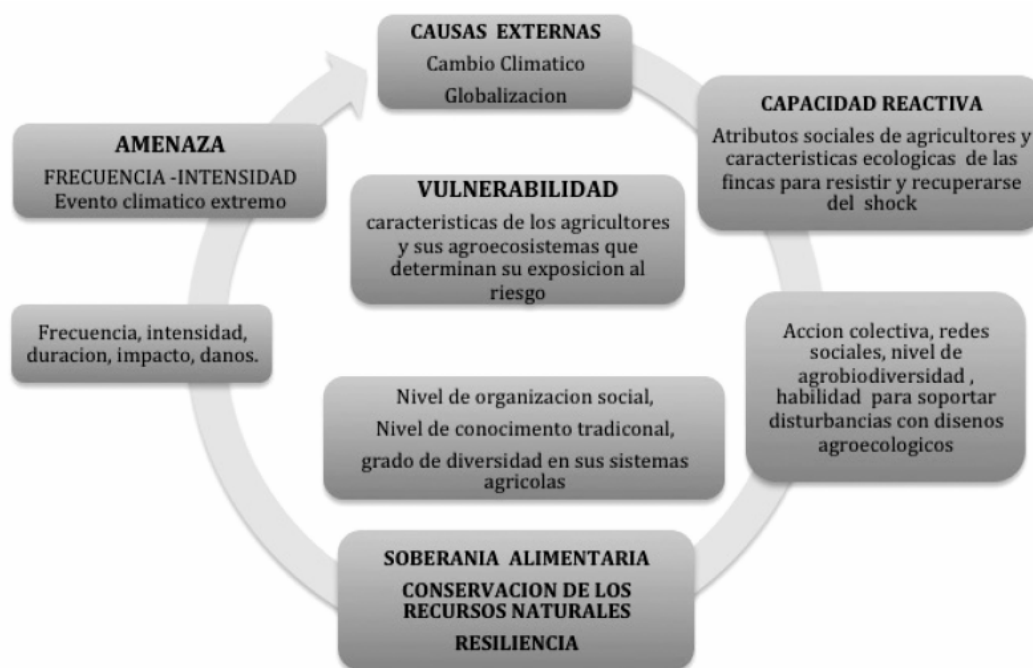 CAUSAS EXTERNAS
Cambio Climatico
Globalizacion
CAPACIDAD REACTIVA
Atributos sociales de agricultores y
caracteristicas ecologicas de las
fincas para resistir y recuperarse
del shock
AMENAZA
FRECUENCIA -INTENSIDAD
Evento climatico extremo
VULNERABILIDAD
caracteristicas de los agricultores
y sus agroecosistemas que
determinan su exposicion al
riesgo
Frecuencia, intensidad,
duracion, impacto, danos.
Accion colectiva, redes
sociales, nivel de
agrobiodiversidad ,
habilidad para soportar
disturbancias con disenos
agroecologicos
Nivel de organizacion social,
Nivel de conocimento tradiconal,
grado de diversidad en sus sistemas
agricolas
SOBERANIA ALIMENTARIA
CONSERVACION DE LOS
RECURSOS NATURALES
RESILIENCIA